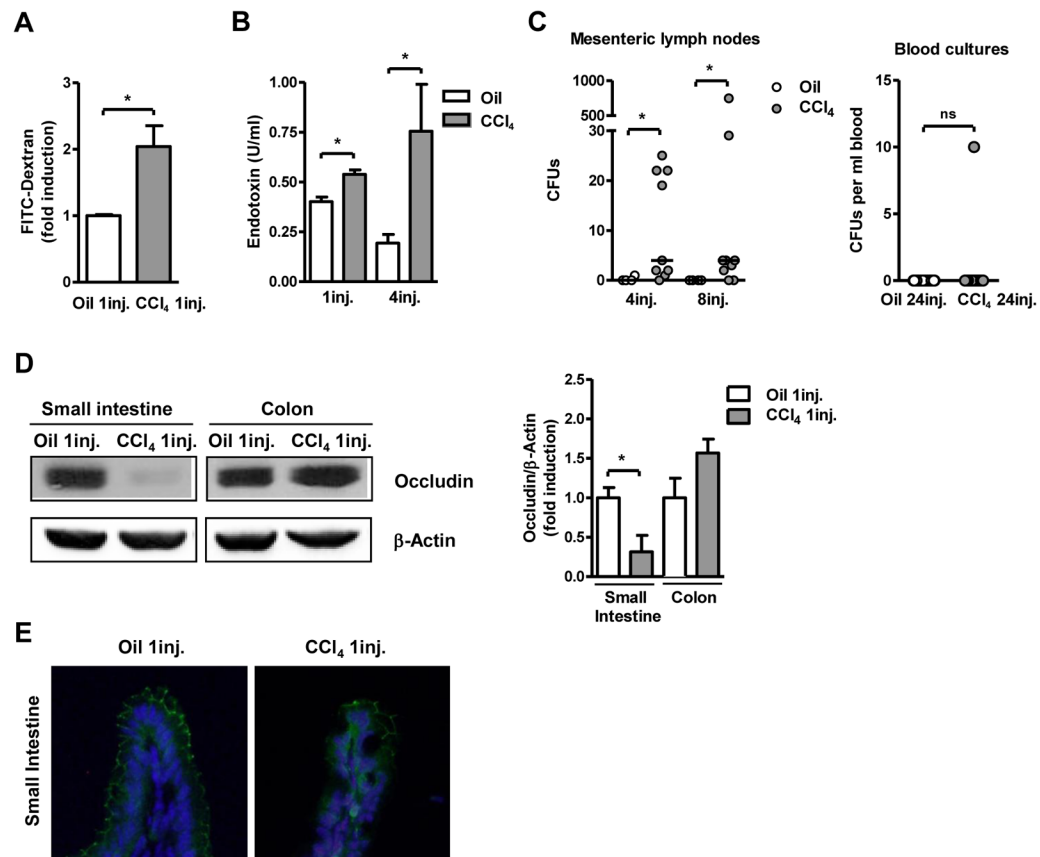 A
FITC-Dextran
(fold induction)
3
2
1
0
*
Oil 1inj. CCl₄ 1inj.
B
Endotoxin (U/ml)
1.00
0.75
0.50
0.25
0.00
*
*
1inj. 4inj.
Oil
CCl₄
C
Mesenteric lymph nodes
CFUs
1000
500
30
20
10
0
*
*
4inj. 8inj.
Oil
CCl₄
Blood cultures
CFUs per ml blood
15
10
5
0
ns
Oil 24inj. CCl₄ 24inj.
D
Small intestine Colon
Oil 1inj. CCl₄ 1inj. Oil 1inj. CCl₄ 1inj.
Occludin
β-Actin
Occludin/β-Actin
(fold induction)
2.5
2.0
1.5
1.0
0.5
0.0
*
Small
Intestine
Colon
Oil 1inj.
CCl₄ 1inj.
E
Oil 1inj. CCl₄ 1inj.
Small Intestine